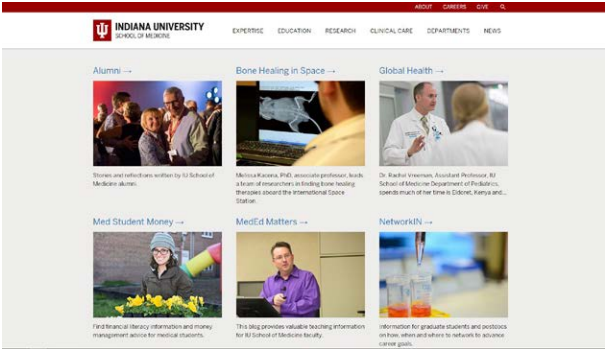 ABOUT CAREERS GIVE
INDIANA UNIVERSITY
SCHOOL OF MEDICINE
EXPERTISE EDUCATION RESEARCH CLINICAL CARE DEPARTMENTS NEWS
Alumni →
Stories and reflections written by IU School of
Medicine alumni.
Bone Healing in Space →
Melissa Kacena, PhD, associate professor, leads
a team of researchers in finding bone healing
therapies aboard the International Space
Station.
Global Health →
Dr. Rachel Vreeman, Assistant Professor, IU
School of Medicine Department of Pediatrics,
spends much of her time in Eldoret, Kenya and...
Med Student Money →
Find financial literacy information and money
management advice for medical students.
MedEd Matters →
This blog provides valuable teaching information
for IU School of Medicine faculty.
NetworkIN →
Information for graduate students and postdocs
on how, when and where to network to advance
career goals.